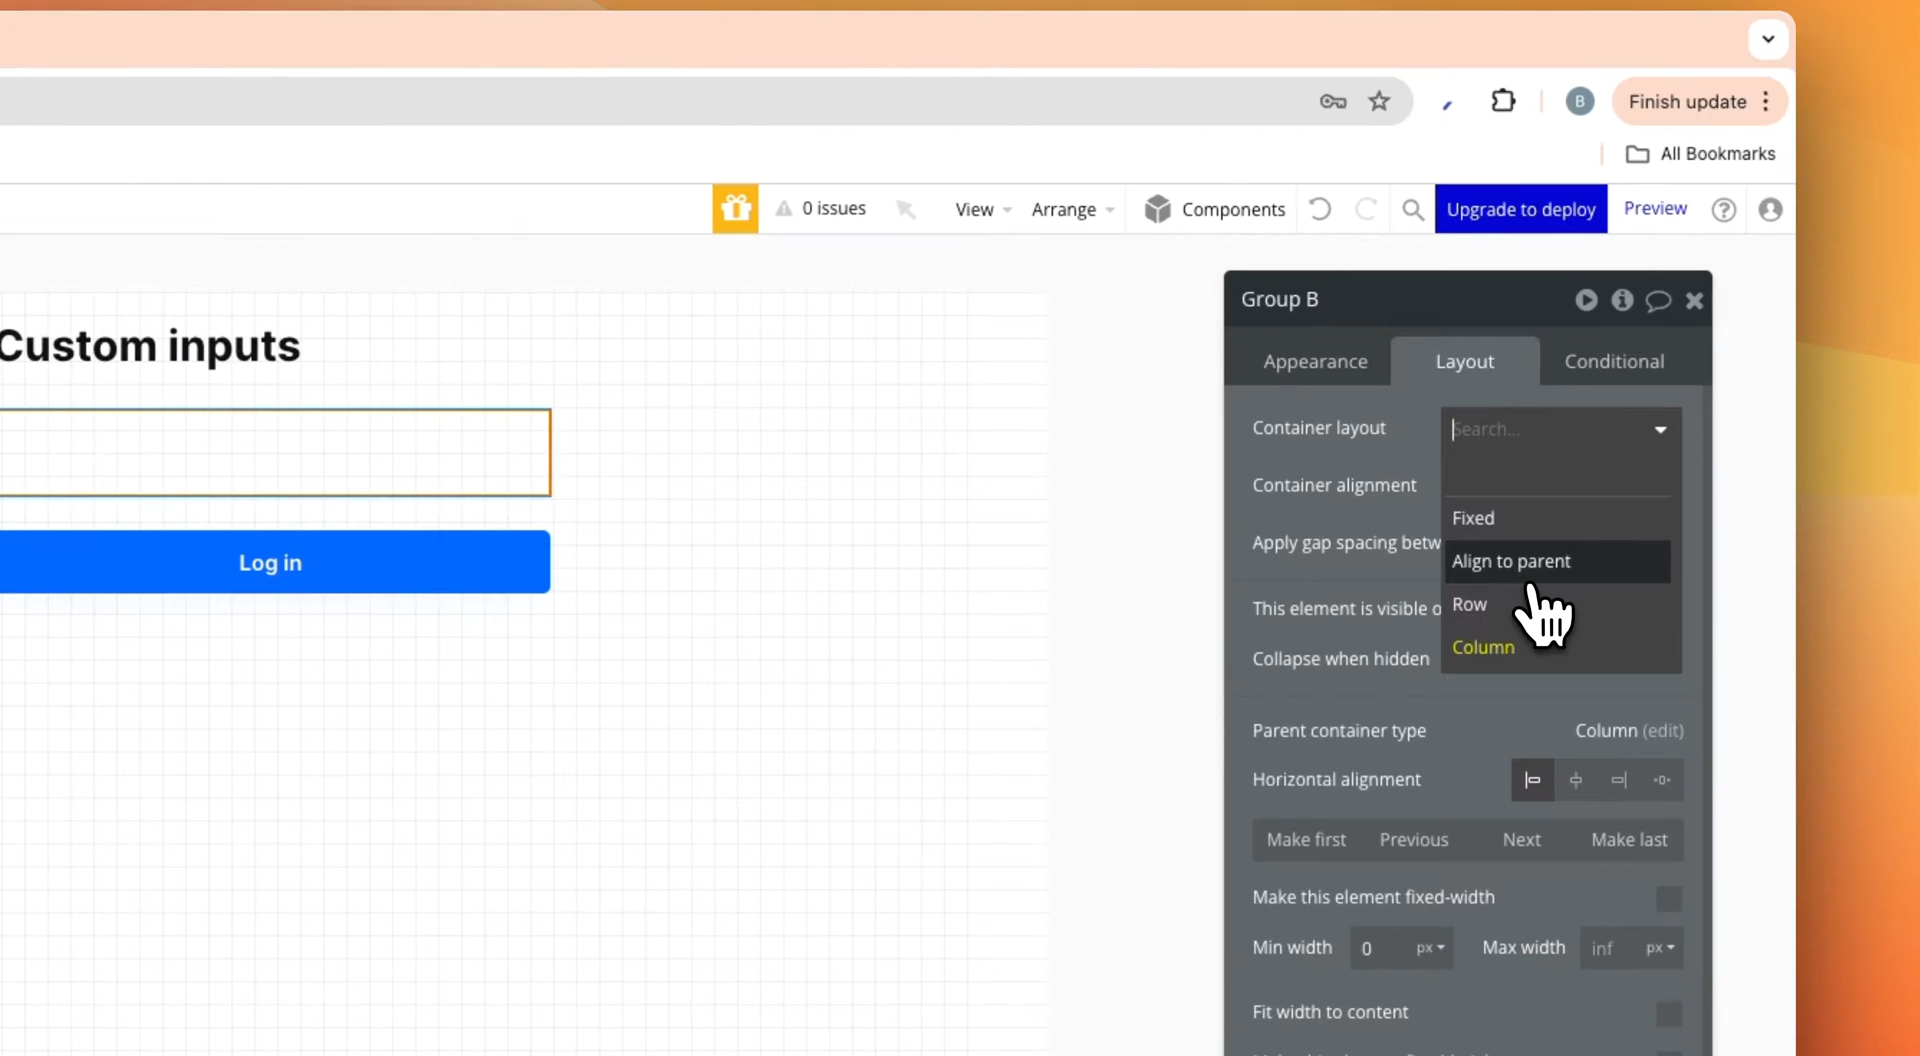 B
Finish update
All Bookmarks
0 issues
View
Arrange
Components
Upgrade to deploy
Preview
?
Custom inputs
Log in
Group B
Appearance
Layout
Conditional
Container layout
Search...
Container alignment
Fixed
Apply gap spacing betw
Align to parent
This element is visible o
Row
Column
Collapse when hidden
Parent container type
Column (edit)
Horizontal alignment
Make first
Previous
Next
Make last
Make this element fixed-width
Min width
0
px
Max width
inf
px
Fit width to content